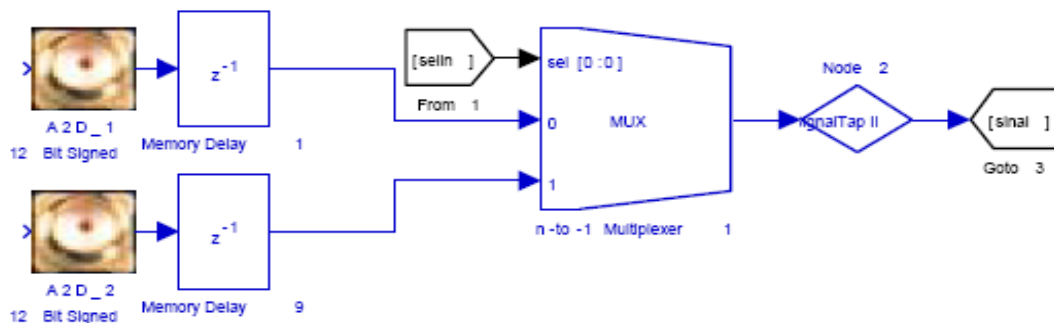 A2D_1
12 Bit Signed
z-1
Memory Delay 1
[selin ]
From 1
sel [0:0]
0
MUX
1
n-to-1 Multiplexer 1
Node 2
ignalTap II
[sinal ]
Goto 3
A2D_2
12 Bit Signed
z-1
Memory Delay 9